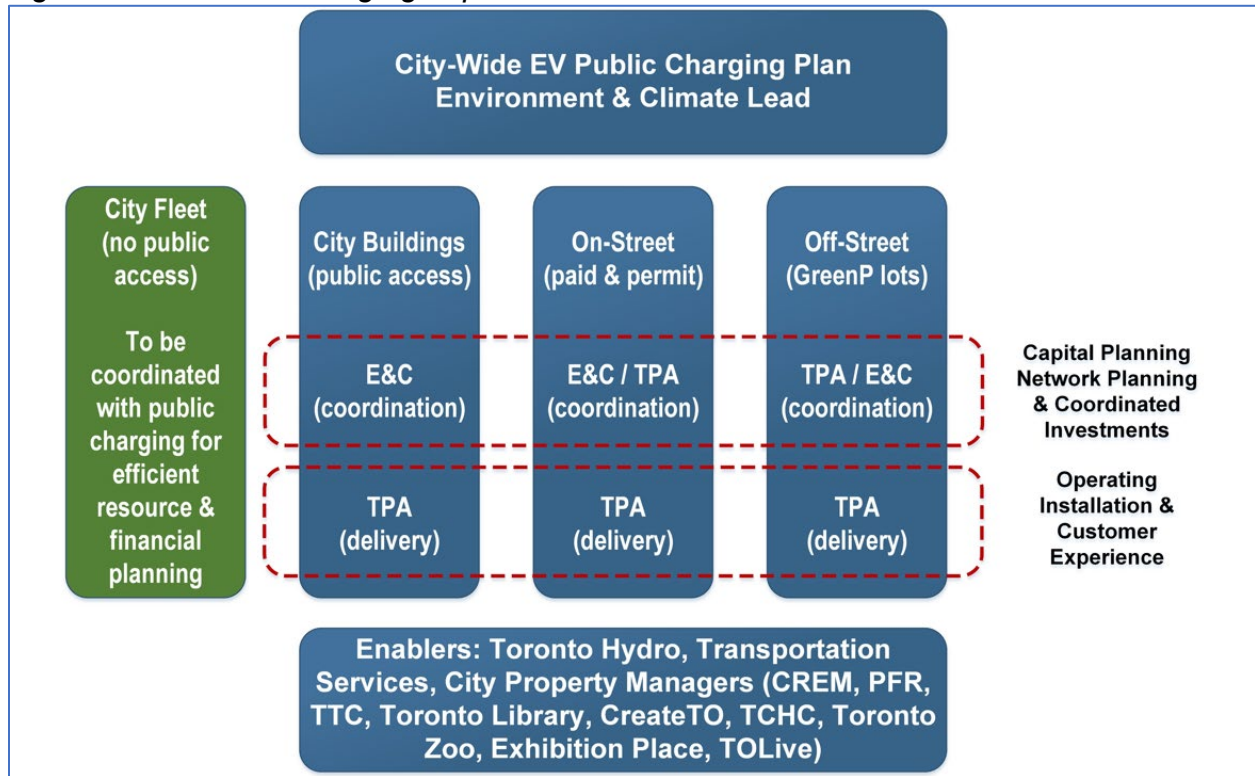 City-Wide EV Public Charging Plan
Environment & Climate Lead
City Fleet
(no public
access)
To be
coordinated
with public
charging for
efficient
resource &
financial
planning
City Buildings
(public access)
On-Street
(paid & permit)
Off-Street
(GreenP lots)
E&C
(coordination)
E&C / TPA
(coordination)
TPA / E&C
(coordination)
Capital Planning
Network Planning
& Coordinated
Investments
TPA
(delivery)
TPA
(delivery)
TPA
(delivery)
Operating
Installation &
Customer
Experience
Enablers: Toronto Hydro, Transportation
Services, City Property Managers (CREM, PFR,
TTC, Toronto Library, CreateTO, TCHC, Toronto
Zoo, Exhibition Place, TOLive)